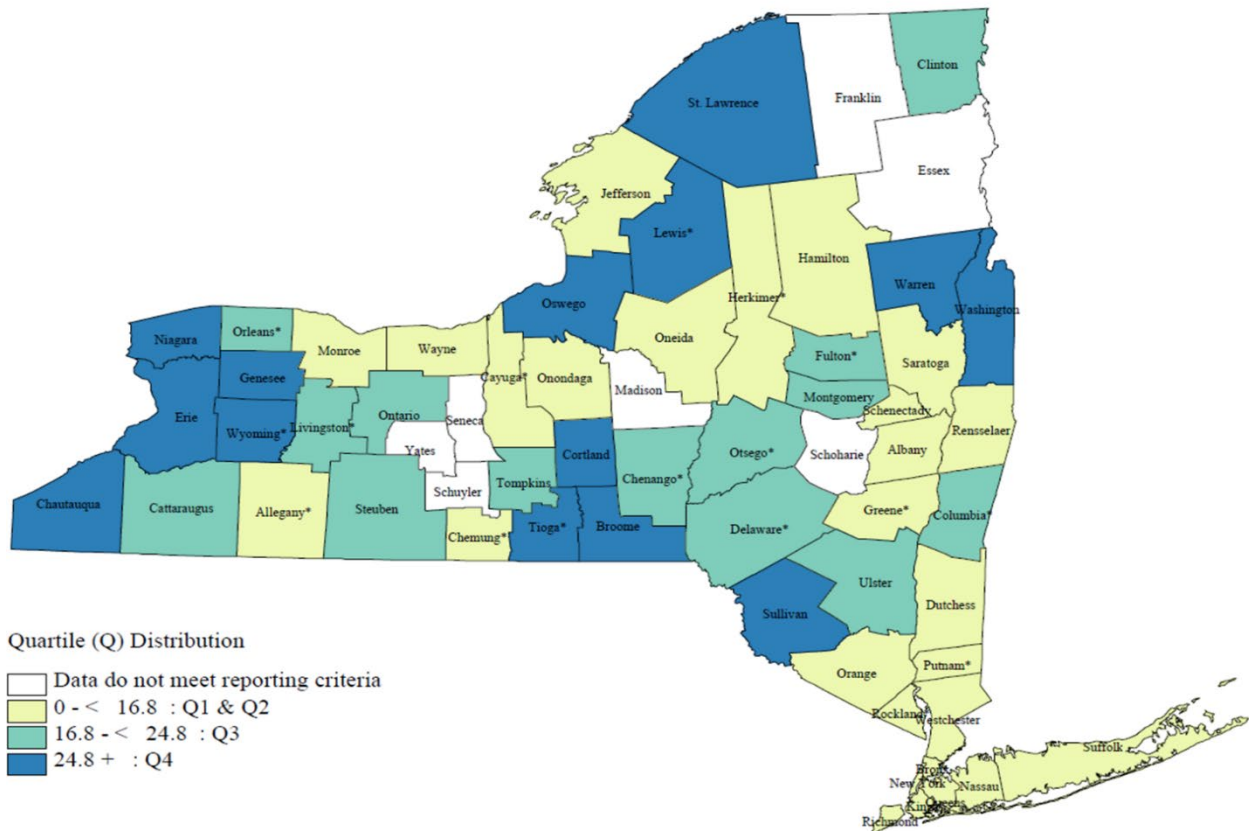 Clinton
Franklin
St. Lawrence
Essex
Jefferson
Lewis*
Hamilton
Warren
Washington
Herkimer*
Oswego
Oneida
Niagara
Orleans*
Monroe
Wayne
Cayuga*
Onondaga
Madison
Fulton*
Saratoga
Genesee
Montgomery
Schenectady
Erie
Wyoming*
Livingston*
Ontario
Seneca
Yates
Cortland
Chenango*
Otsego*
Schoharie
Albany
Rensselaer
Chautauqua
Cattaraugus
Allegany*
Steuben
Schuyler
Tompkins
Chemung*
Tioga*
Broome
Delaware*
Greene*
Columbia*
Ulster
Sullivan
Dutchess
Orange
Putnam*
Westchester
Suffolk
Nassau
New York
Queens
Richmond
Quartile (Q) Distribution
Data do not meet reporting criteria
0 - < 16.8 : Q1 & Q2
16.8 - < 24.8 : Q3
24.8 + : Q4